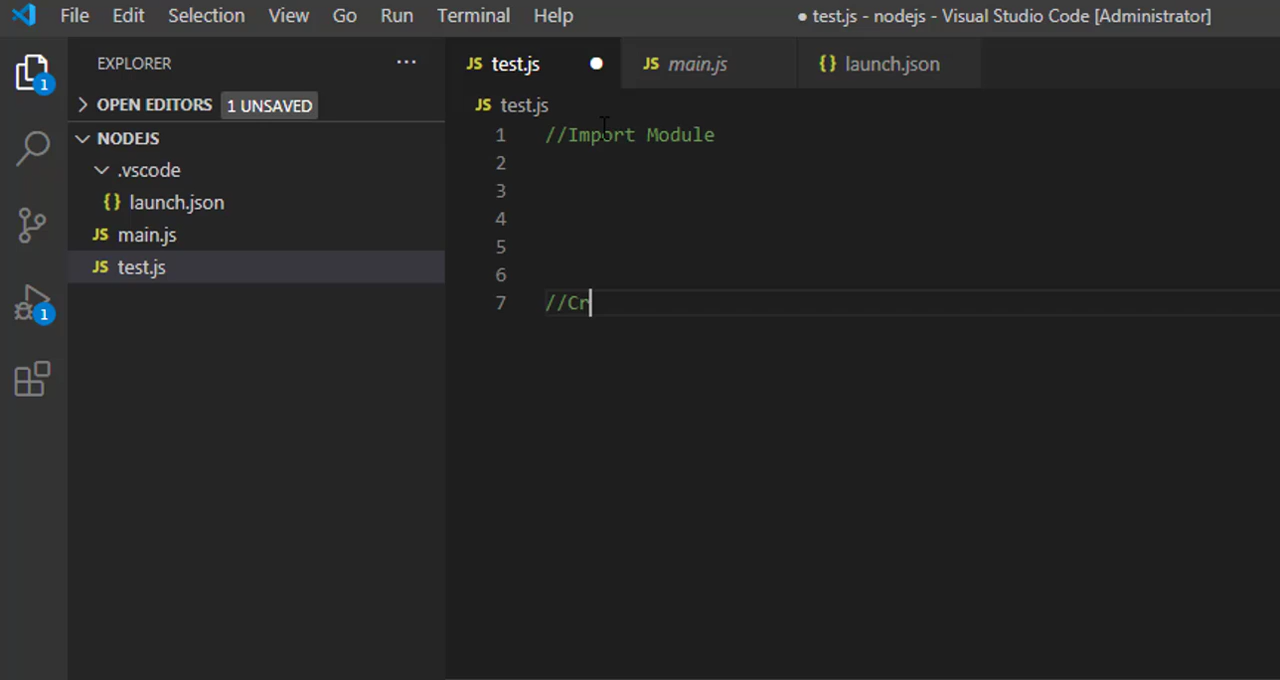 File Edit Selection View Go Run Terminal Help ● test.js - nodejs - Visual Studio Code [Administrator]
EXPLORER ···
JS test.js ● JS main.js {} launch.json
1
OPEN EDITORS 1 UNSAVED
JS test.js
NODEJS
.vscode
{} launch.json
JS main.js
JS test.js
1
1 //Import Module
2
3
4
5
6
7 //Cr